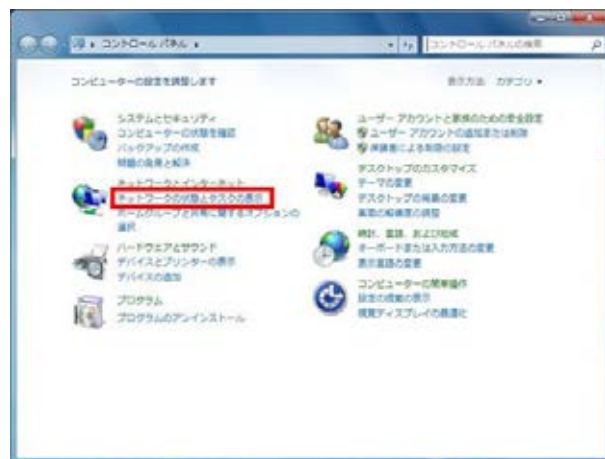 コントロール パネル
コントロール パネルの検索
コンピューターの設定を調整します
表示方法: カテゴリ
システムとセキュリティ
コンピューターの状態を確認
バックアップの作成
問題の発見と解決
ネットワークとインターネット
ネットワークの状態とタスクの表示
ホームグループと共有に関するオプションの
選択
ハードウェアとサウンド
デバイスとプリンターの表示
デバイスの追加
プログラム
プログラムのアンインストール
ユーザー アカウントと家族のための安全設定
ユーザー アカウントの追加または削除
保護者による制限の設定
デスクトップのカスタマイズ
テーマの変更
デスクトップの背景の変更
画面の解像度の調整
時計、言語、および地域
キーボードまたは入力方法の変更
表示言語の変更
コンピューターの簡単操作
設定の提案の表示
視覚ディスプレイの最適化